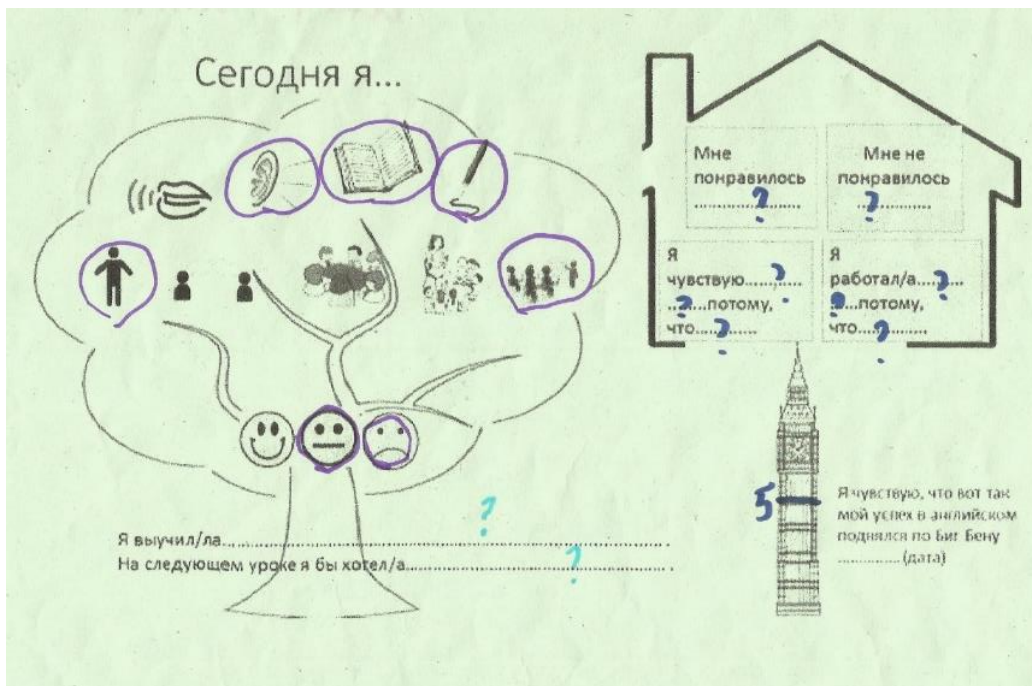 Сегодня я...
Мне
понравилось
......?......
Мне не
понравилось
.?...........
Я
чувствую.....?....
..?....потому,
что....?......
Я
работал/а....?....
.?...потому,
что.....?.....
5
Я чувствую, что вот так
мой успех в английском
поднялся по Биг Бену
.............. (дата)
Я выучил/ла..............................?..............................
На следующем уроке я бы хотел/а....................?....................